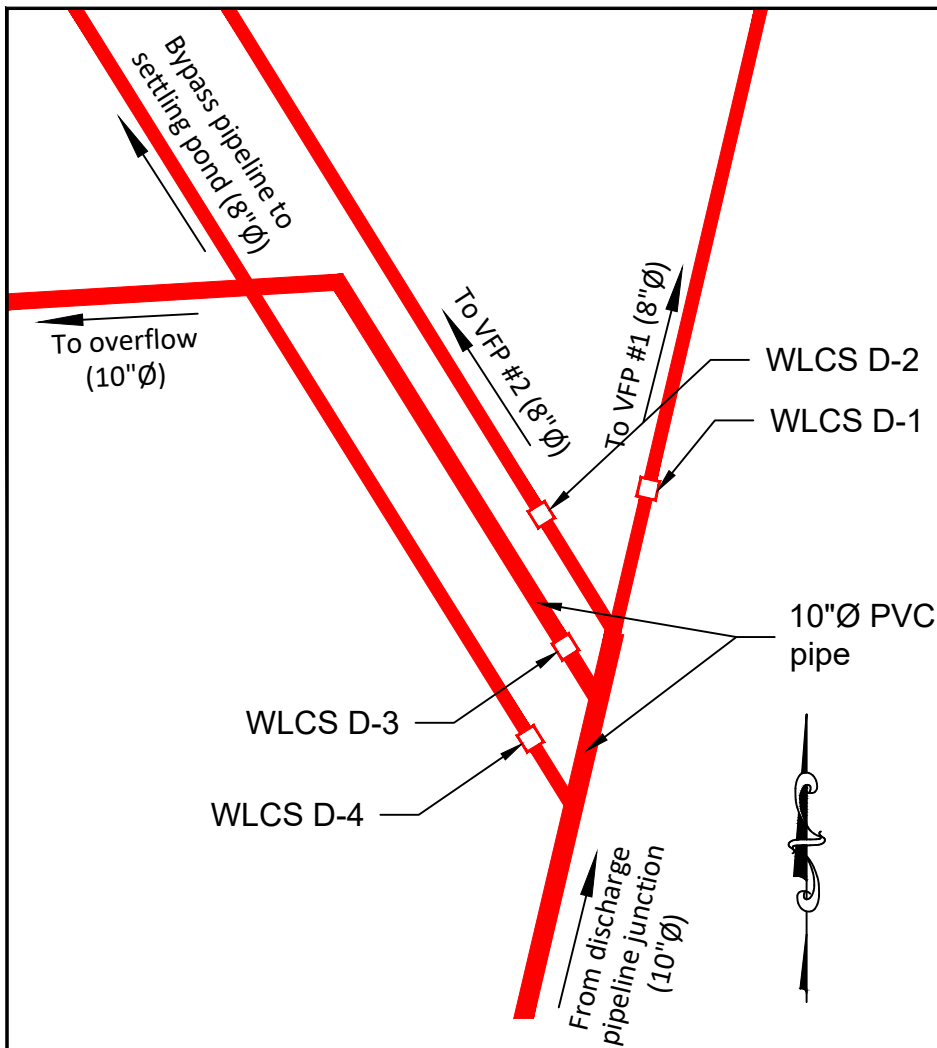 Bypass pipeline to
settling pond (8"Ø)
To overflow
(10"Ø)
To VFP #2 (8"Ø)
To VFP #1 (8"Ø)
WLCS D-2
WLCS D-1
10"Ø PVC
pipe
WLCS D-3
WLCS D-4
From discharge
pipeline junction
(10"Ø)